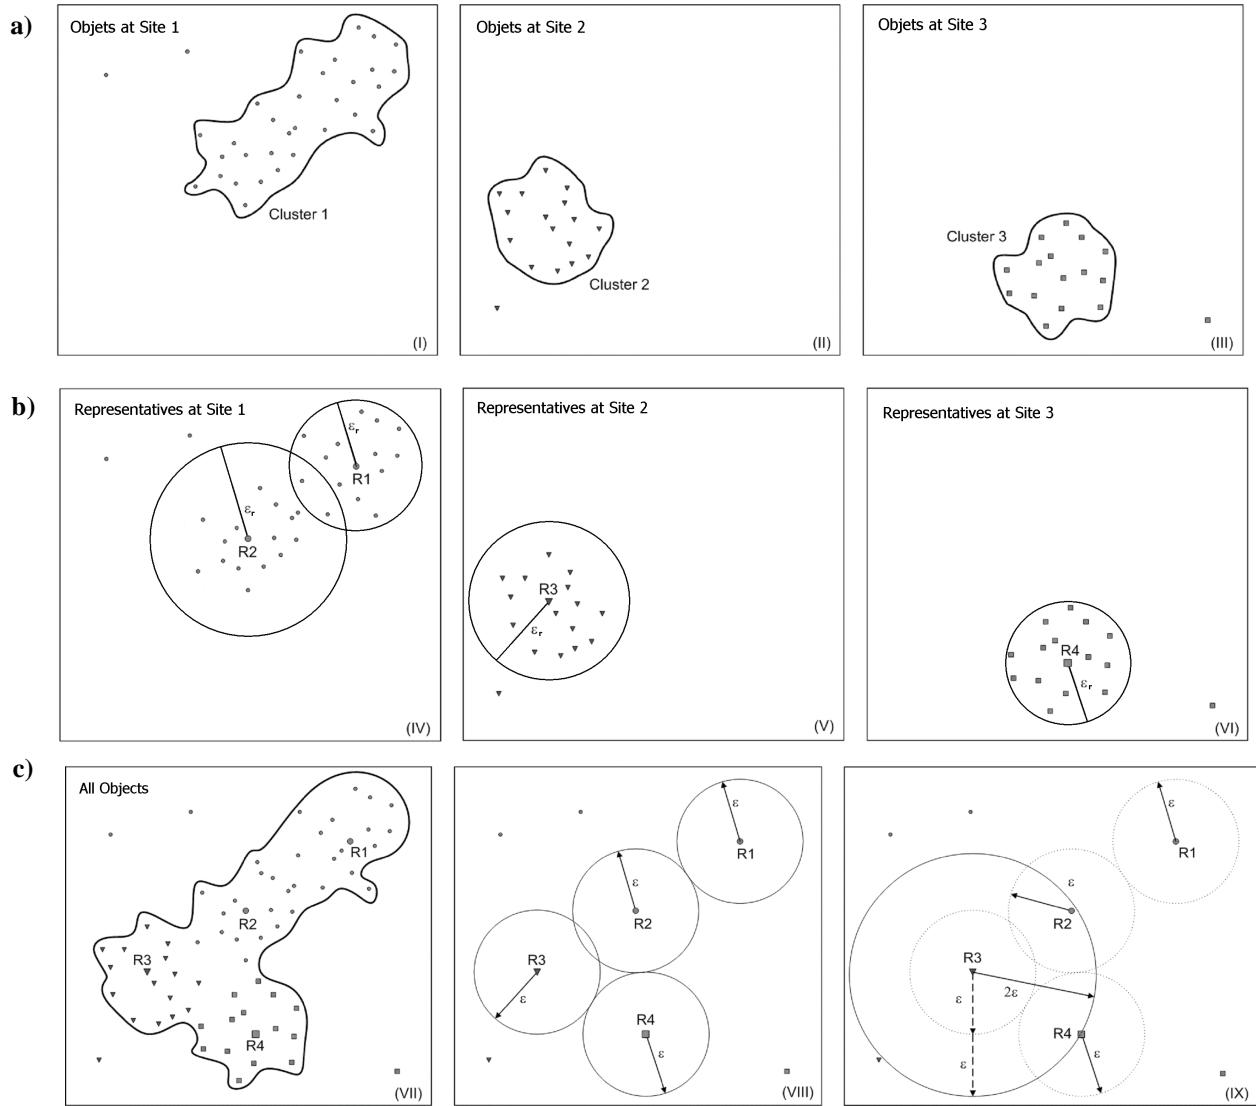 a)
Objets at Site 1
Cluster 1
(I)
Objets at Site 2
Cluster 2
(II)
Objets at Site 3
Cluster 3
(III)
b)
Representatives at Site 1
εr
R1
εr
R2
(IV)
Representatives at Site 2
R3
εr
(V)
Representatives at Site 3
R4
εr
(VI)
c)
All Objects
R1
R2
R3
R4
(VII)
ε
R1
ε
R2
R3
ε
R4
ε
(VIII)
ε
R1
ε
R2
R3
2ε
ε
R4
ε
ε
(IX)